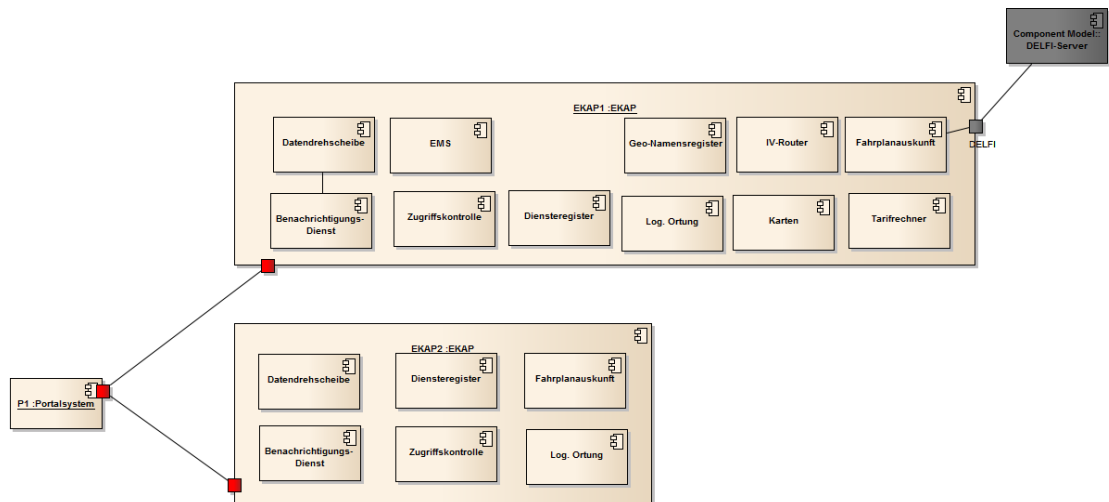 Component Model::
DELFI-Server
EKAP1 :EKAP
Datendrehscheibe
EMS
Geo-Namensregister
IV-Router
Fahrplanauskunft
DELFI
Benachrichtigungs-
Dienst
Zugriffskontrolle
Diensteregister
Log. Ortung
Karten
Tarifrechner
EKAP2 :EKAP
Datendrehscheibe
Diensteregister
Fahrplanauskunft
P1 :Portalsystem
Benachrichtigungs-
Dienst
Zugriffskontrolle
Log. Ortung